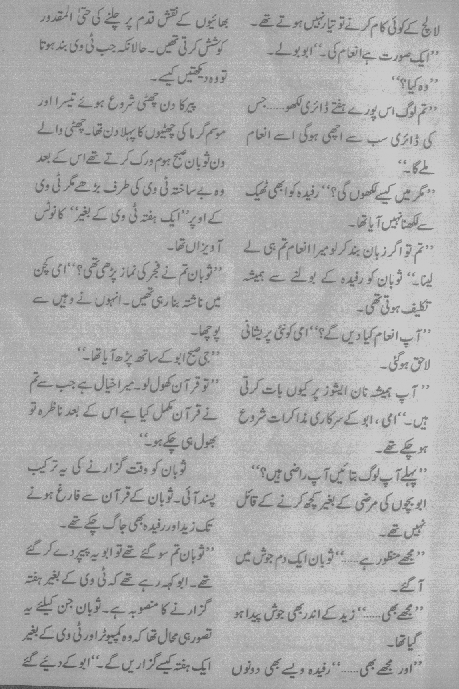 لالچ کے کوئی کام کرنے کو تیار نہیں ہوتے تھے۔
”ایک صورت ہے انعام کی۔“ ابو بولے۔
”وہ کیا؟“
”تم لوگ اس پورے ہفتے ڈائری لکھو...... جس
کی ڈائری سب سے اچھی ہوگی اسے انعام
ملے گا۔“
”مگر میں کیسے لکھوں گی؟“ رفیدہ کو ابھی ٹھیک
سے لکھنا نہیں آیا تھا۔
”تم تو اگر زبان بند کر لو میرا انعام تم ہی لے
لینا۔“ ثوبان کو رفیدہ کے بولنے سے ہمیشہ
تکلیف ہوتی تھی۔
”آپ انعام کیا دیں گے؟“ امی کو نئی پریشانی
لاحق ہو گئی۔
”آپ ہمیشہ نان ایشوز پر کیوں بات کرتی
ہیں۔“ امی، ابو کے سرکاری مذاکرات شروع
ہو چکے تھے۔
”پہلے آپ لوگ بتائیں آپ راضی ہیں؟“
ابو بچوں کی مرضی کے بغیر کچھ کرنے کے قائل
نہیں تھے۔
”مجھے منظور ہے......“ ثوبان ایک دم جوش میں
آگئے۔
”مجھے بھی......“ زید کے اندر بھی جوش پیدا ہو
گیا تھا۔
”اور مجھے بھی......“ رفیدہ ویسے بھی دونوں
بھائیوں کے نقش قدم پر چلنے کی حتیٰ المقدور
کوشش کرتی تھیں۔ حالانکہ جب ٹی وی بند ہوتا
تو وہ دیکھتیں کیسے۔
پیر کا دن چھٹی شروع ہوئے تیسرا اور
موسم گرما کی چھٹیوں کا پہلا دن تھا۔ چھٹی والے
دن ثوبان صبح ہوم ورک کرتے تھے اس کے بعد
وہ بے ساختہ ٹی وی کی طرف بڑھے مگر ٹی وی
کے اوپر ”ایک ہفتہ ٹی وی کے بغیر“ کا نوٹس
آویزاں تھا۔
”ثوبان تم نے فجر کی نماز پڑھی تھی؟“ امی کچن
میں ناشتہ بنا رہی تھیں۔ انہوں نے وہیں سے
پوچھا۔
”جی صبح ابو کے ساتھ پڑھ آیا تھا۔“
”تو قرآن کھول لو۔ میرا خیال ہے جب سے تم
نے قرآن مکمل کیا ہے اس کے بعد ناظرہ تو
بھول ہی چکے ہو۔“
ثوبان کو وقت گزارنے کی یہ ترکیب
پسند آئی۔ ثوبان کے قرآن سے فارغ ہونے
تک زید اور رفیدہ بھی جاگ چکے تھے۔
”ثوبان تم سو گئے تھے تو ابو یہ پیپر دے کر گئے
تھے۔ ابو کہہ رہے تھے کہ ٹی وی کے بغیر ہفتہ
گزارنے کا منصوبہ ہے۔ ثوبان جن کیلئے یہ
تصور ہی محال تھا کہ وہ کمپیوٹر اور ٹی وی کے بغیر
ایک ہفتہ کیسے گزاریں گے۔“ ابو کے دیئے گئے